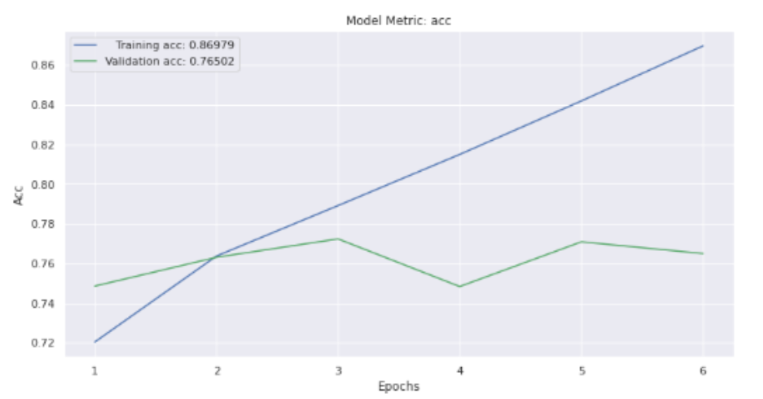 Model Metric: acc
Training acc: 0.86979
Validation acc: 0.76502
0.86
0.84
0.82
0.80
0.78
0.76
0.74
0.72
Acc
1 2 3 4 5 6
Epochs